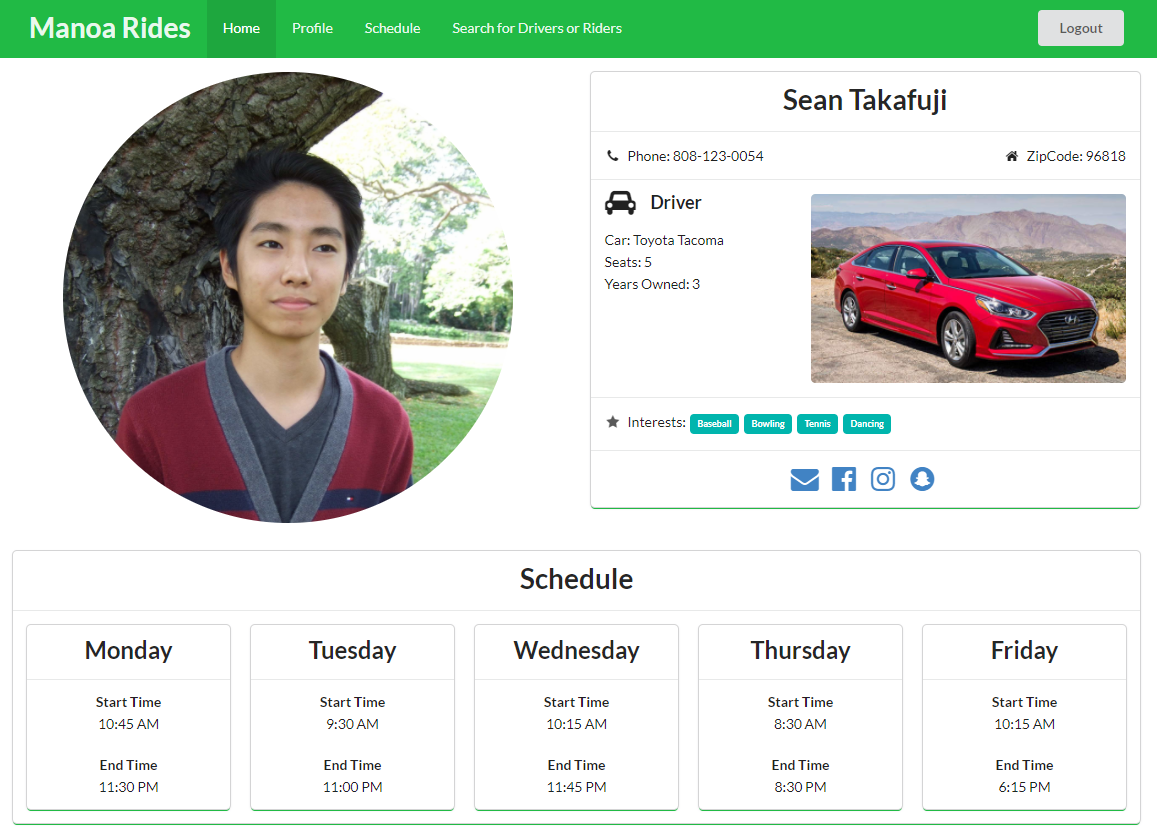 Manoa Rides Home Profile Schedule Search for Drivers or Riders Logout
Sean Takafuji
Phone: 808-123-0054 ZipCode: 96818
Driver
Car: Toyota Tacoma
Seats: 5
Years Owned: 3
Interests: Baseball Bowling Tennis Dancing
Schedule
Monday
Start Time
10:45 AM
End Time
11:30 PM
Tuesday
Start Time
9:30 AM
End Time
11:00 PM
Wednesday
Start Time
10:15 AM
End Time
11:45 PM
Thursday
Start Time
8:30 AM
End Time
8:30 PM
Friday
Start Time
10:15 AM
End Time
6:15 PM